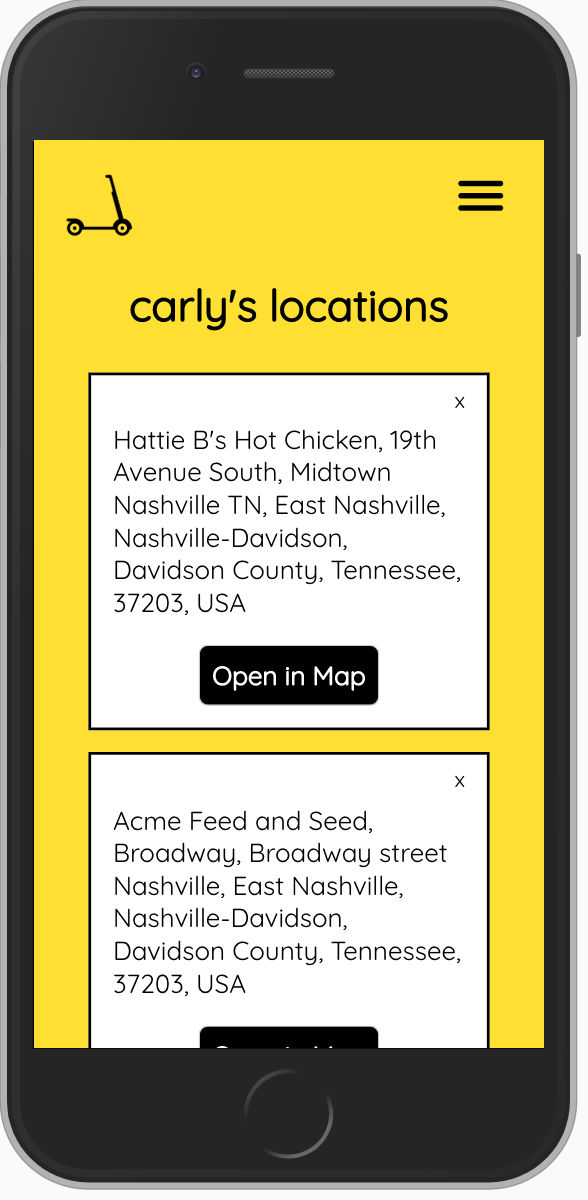 carly's locations
x
Hattie B's Hot Chicken, 19th
Avenue South, Midtown
Nashville TN, East Nashville,
Nashville-Davidson,
Davidson County, Tennessee,
37203, USA
Open in Map
x
Acme Feed and Seed,
Broadway, Broadway street
Nashville, East Nashville,
Nashville-Davidson,
Davidson County, Tennessee,
37203, USA